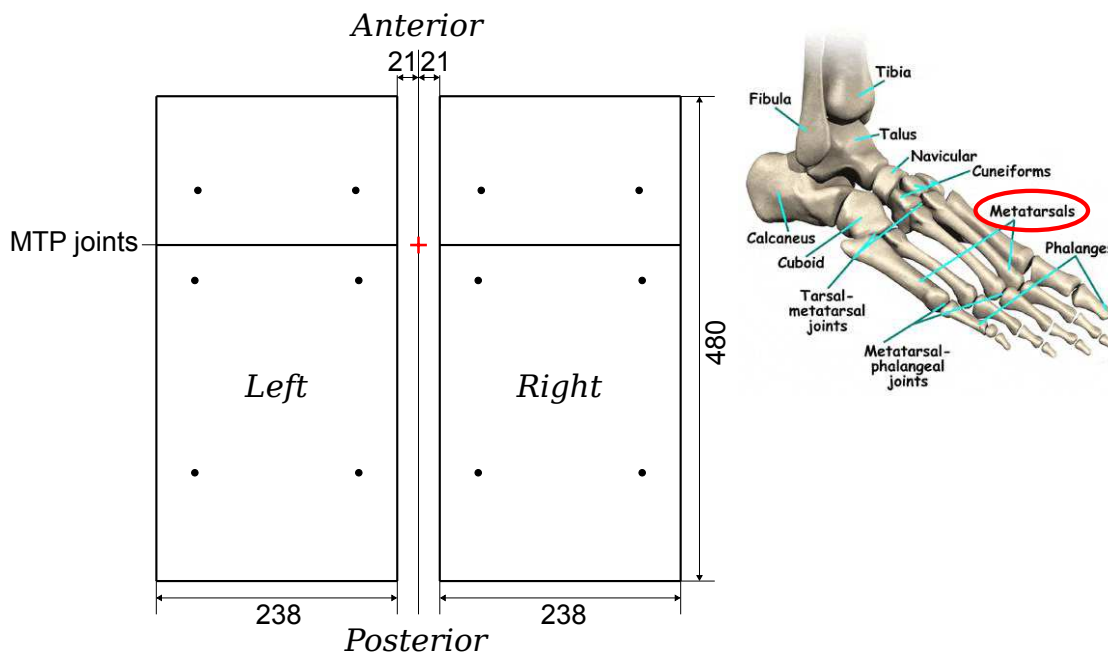 Anterior
21 21
MTP joints
Left
Right
480
238
238
Posterior
Tibia
Fibula
Talus
Navicular
Cuneiforms
Metatarsals
Calcaneus
Phalanges
Cuboid
Tarsal-
metatarsal
joints
Metatarsal-
phalangeal
joints